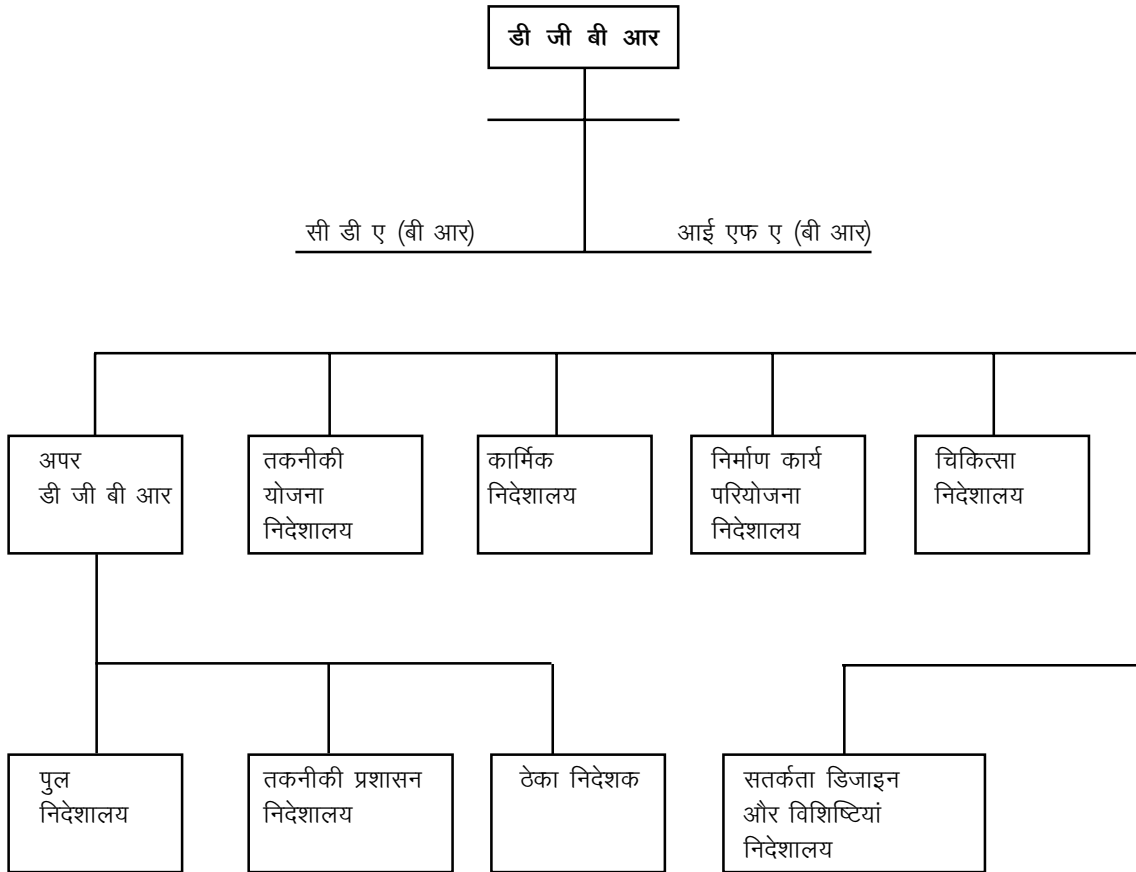 डी जी बी आर
सी डी ए (बी आर)
आई एफ ए (बी आर)
अपर
डी जी बी आर
तकनीकी
योजना
निदेशालय
कार्मिक
निदेशालय
निर्माण कार्य
परियोजना
निदेशालय
चिकित्सा
निदेशालय
पुल
निदेशालय
तकनीकी प्रशासन
निदेशालय
ठेका निदेशक
सतर्कता डिजाइन
और विशिष्टियां
निदेशालय